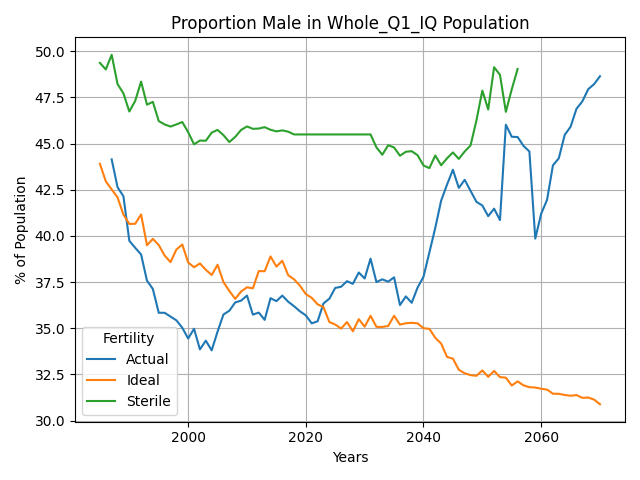 Proportion Male in Whole_Q1_IQ Population
% of Population
50.0
47.5
45.0
42.5
40.0
37.5
35.0
32.5
30.0
Fertility
Actual
Ideal
Sterile
2000
2020
2040
2060
Years